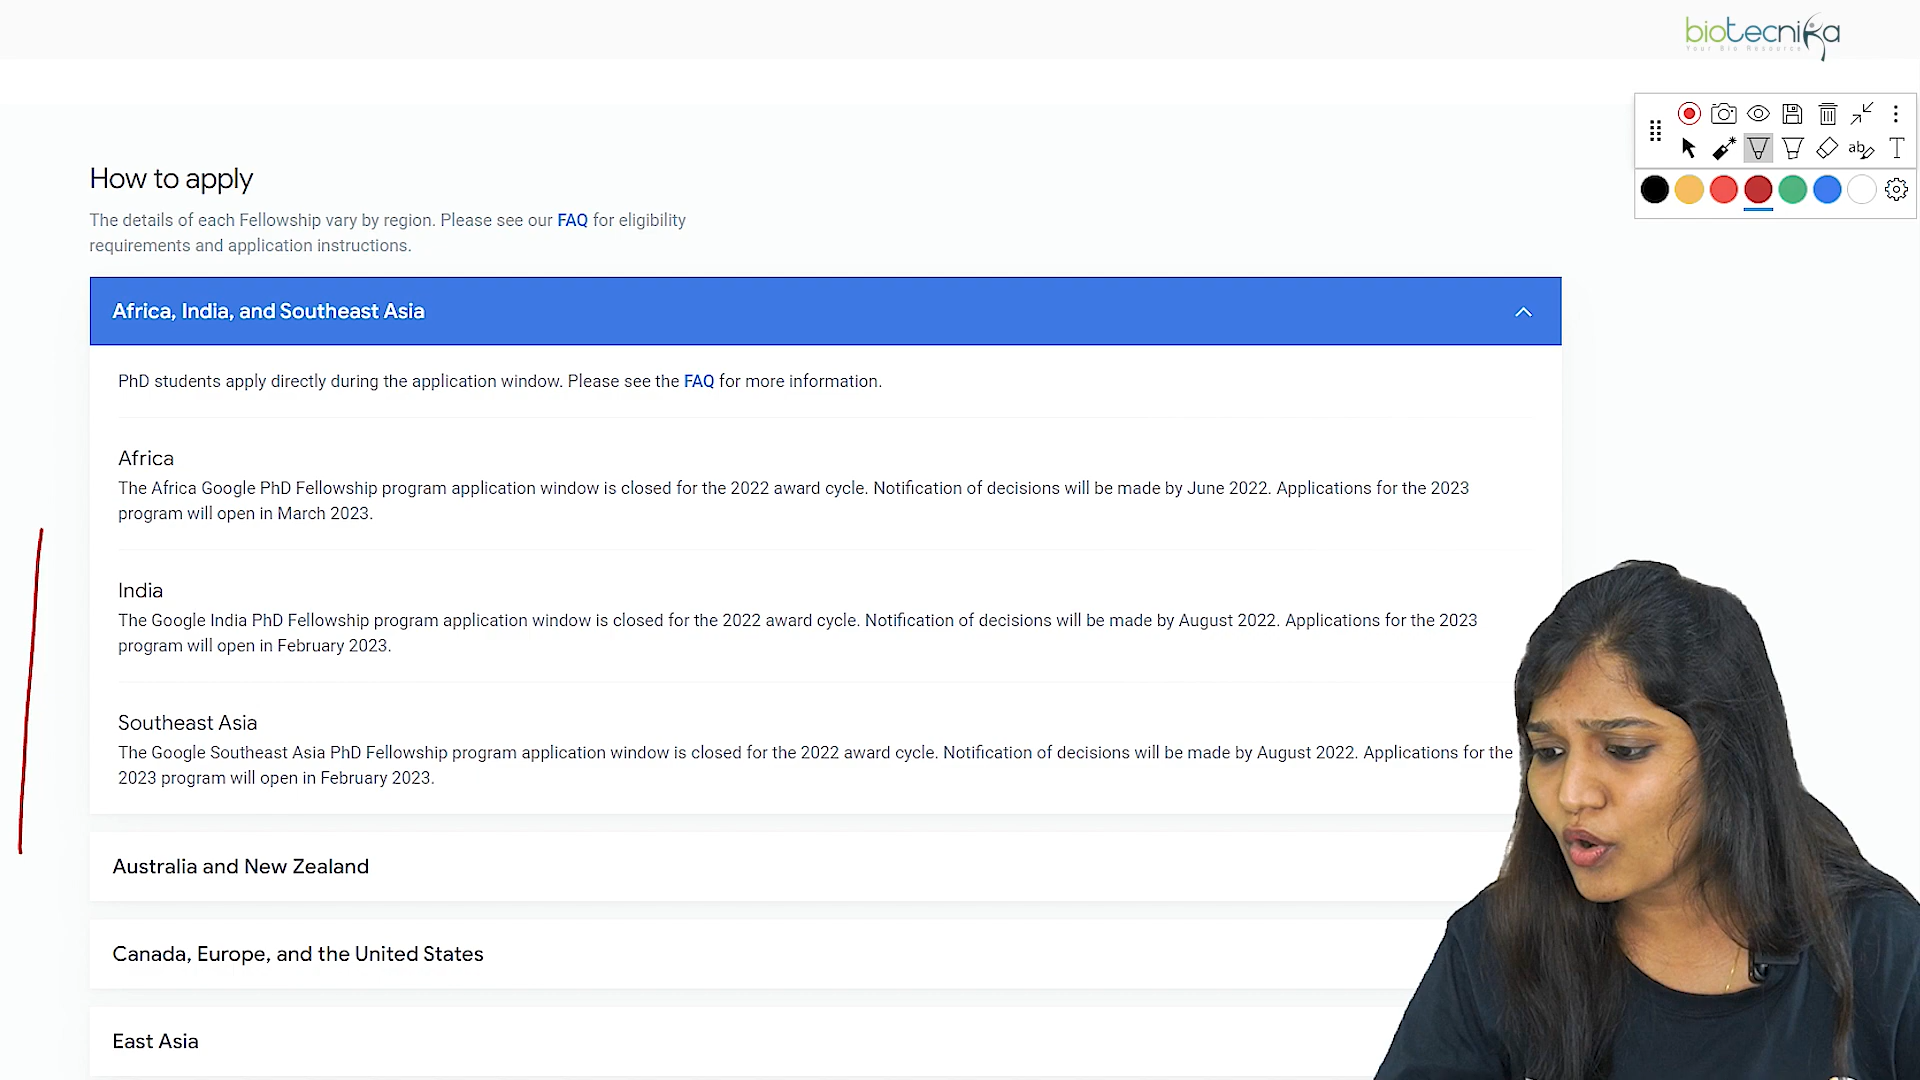 biotecnika
Your Bio Resource
ab
T
How to apply
The details of each Fellowship vary by region. Please see our FAQ for eligibility
requirements and application instructions.
Africa, India, and Southeast Asia
PhD students apply directly during the application window. Please see the FAQ for more information.
Africa
The Africa Google PhD Fellowship program application window is closed for the 2022 award cycle. Notification of decisions will be made by June 2022. Applications for the 2023
program will open in March 2023.
India
The Google India PhD Fellowship program application window is closed for the 2022 award cycle. Notification of decisions will be made by August 2022. Applications for the 2023
program will open in February 2023.
Southeast Asia
The Google Southeast Asia PhD Fellowship program application window is closed for the 2022 award cycle. Notification of decisions will be made by August 2022. Applications for the
2023 program will open in February 2023.
Australia and New Zealand
Canada, Europe, and the United States
East Asia